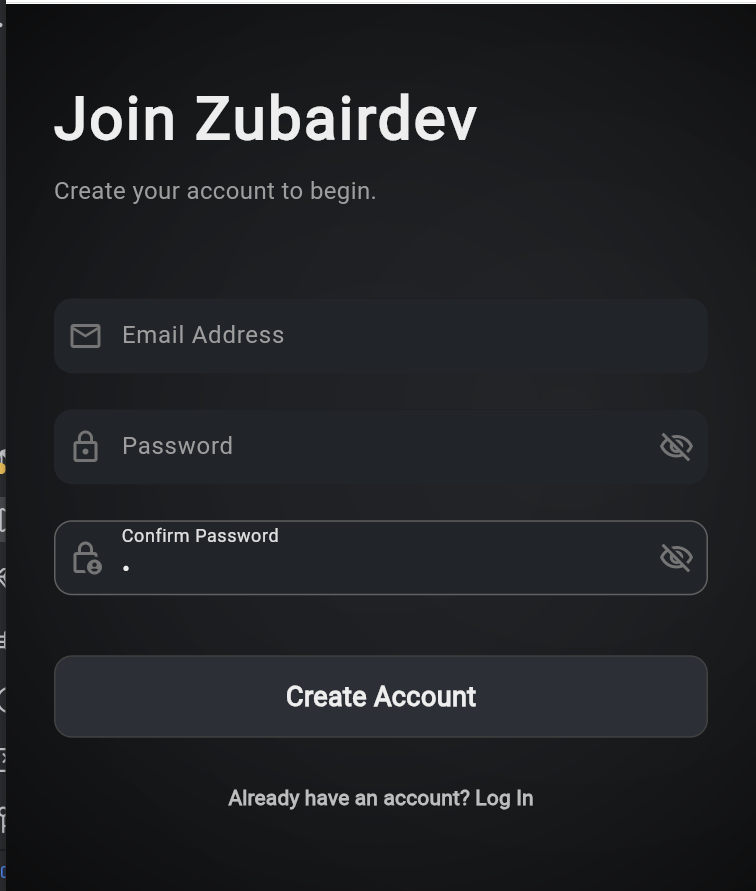 Join Zubairdev
Create your account to begin.
Email Address
Password
Confirm Password
•
Create Account
Already have an account? Log In